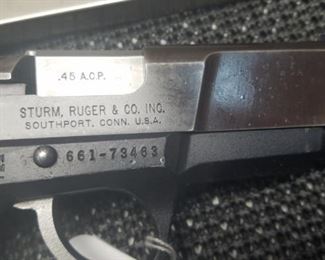 .45 A.C.P.
STURM, RUGER & CO. INC.
SOUTHPORT, CONN. U.S.A.
661-73463